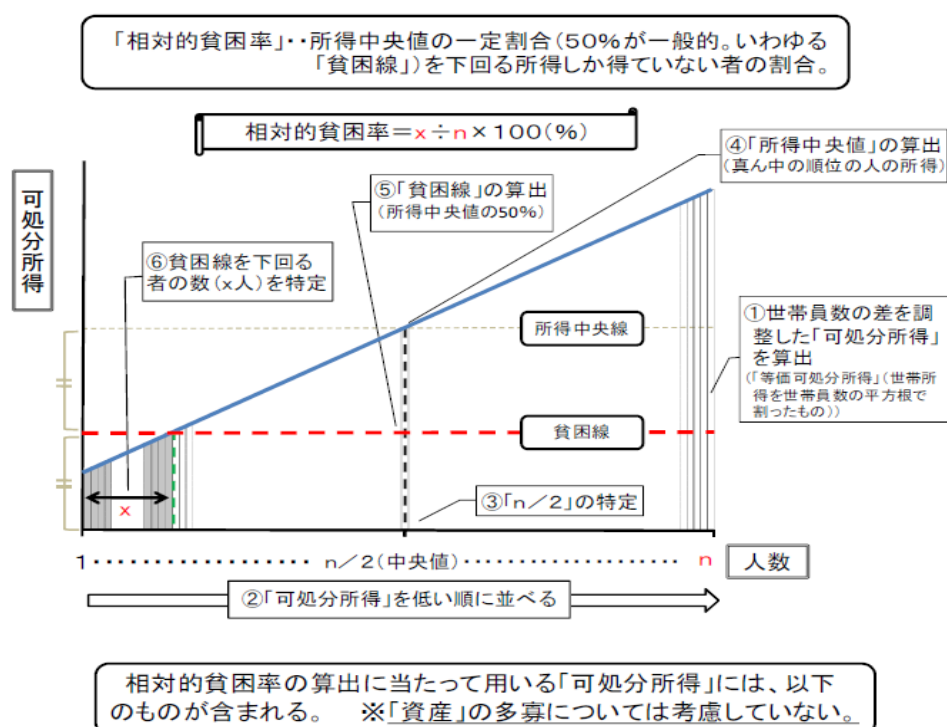 「相対的貧困率」・・所得中央値の一定割合(50%が一般的。いわゆる
「貧困線」)を下回る所得しか得ていない者の割合。
相対的貧困率=x÷n×100(%)
④「所得中央値」の算出
(真ん中の順位の人の所得)
⑤「貧困線」の算出
(所得中央値の50%)
可処分所得
⑥貧困線を下回る
者の数(x人)を特定
所得中央線
①世帯員数の差を調
整した「可処分所得」
を算出
(「等価可処分所得」(世帯所
得を世帯員数の平方根で
割ったもの))
貧困線
x
③「n/2」の特定
1・・・・・・・・・・・・・・・・・・・・ n/2(中央値)・・・・・・・・・・・・・・・・・・・・ n
人数
②「可処分所得」を低い順に並べる
相対的貧困率の算出に当たって用いる「可処分所得」には、以下
のものが含まれる。 ※「資産」の多寡については考慮していない。